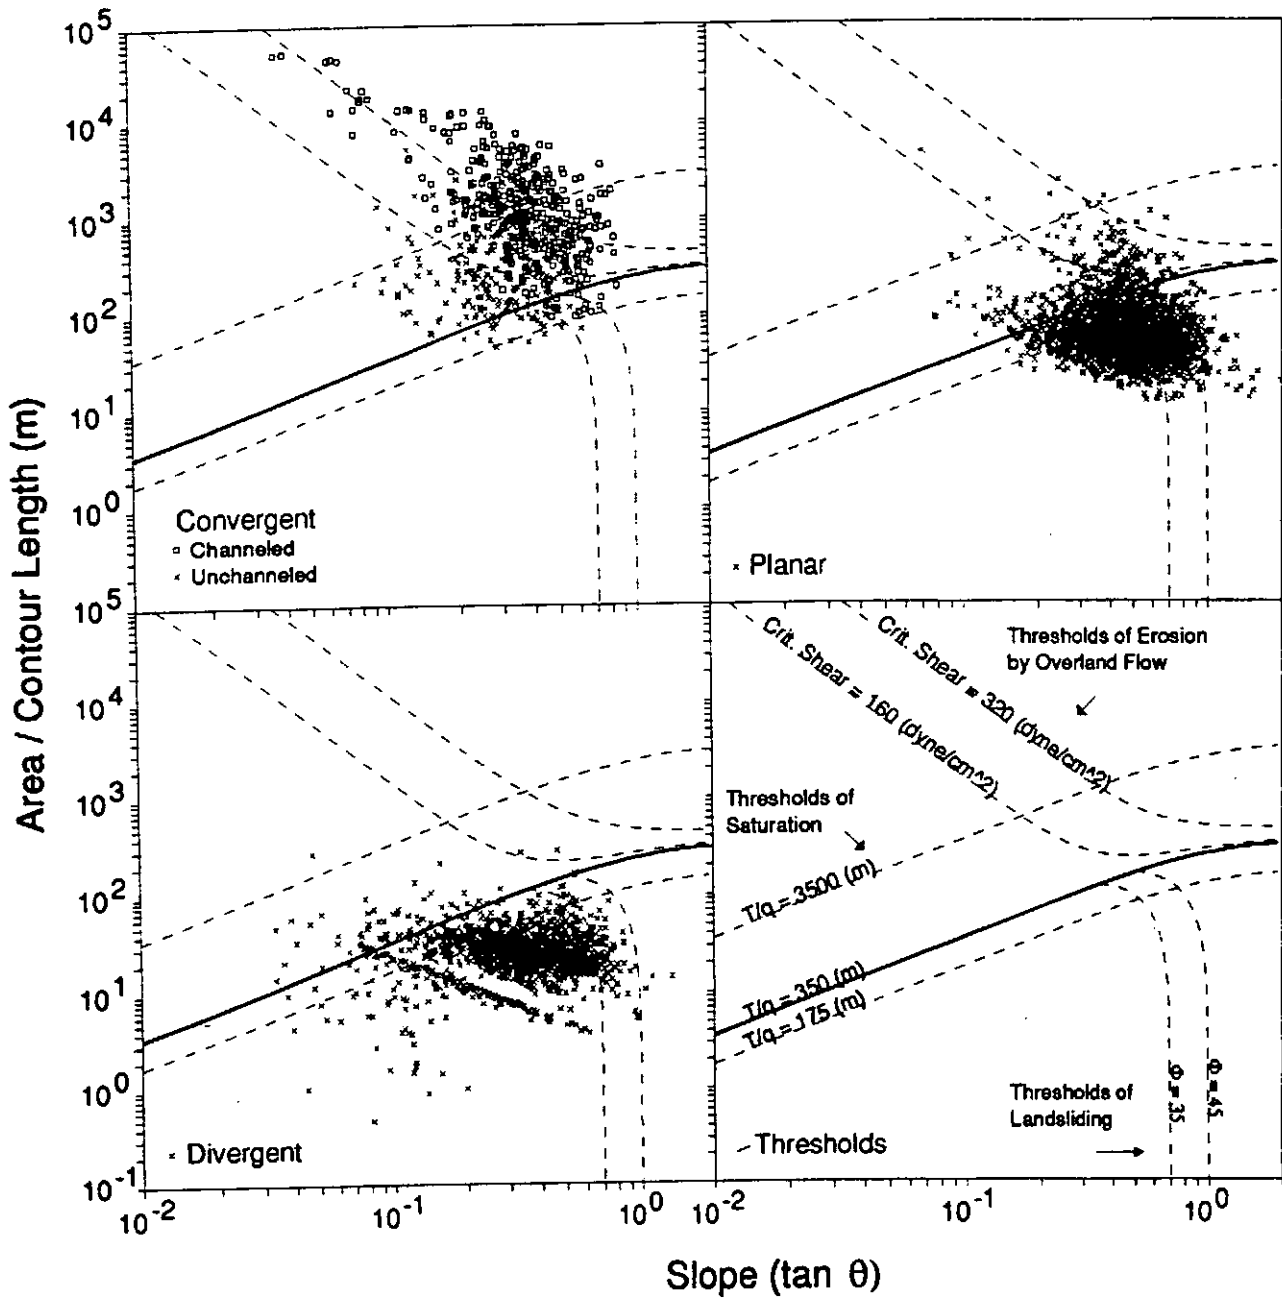 Area / Contour Length (m)
10^5
10^4
10^3
10^2
10^1
10^0
Convergent
□ Channeled
× Unchanneled
× Planar
10^5
10^4
10^3
10^2
10^1
10^0
10^-1
× Divergent
Crit. Shear = 160 (dyne/cm^2)
Crit. Shear = 320 (dyne/cm^2)
Thresholds of Erosion
by Overland Flow
Thresholds of
Saturation
T/q = 3500 (m)
T/q = 350 (m)
T/q = 175 (m)
Thresholds of
Landsliding
Φ = 35
Φ = 45
-- Thresholds
10^-2
10^-1
10^0
10^-2
10^-1
10^0
Slope (tan θ)